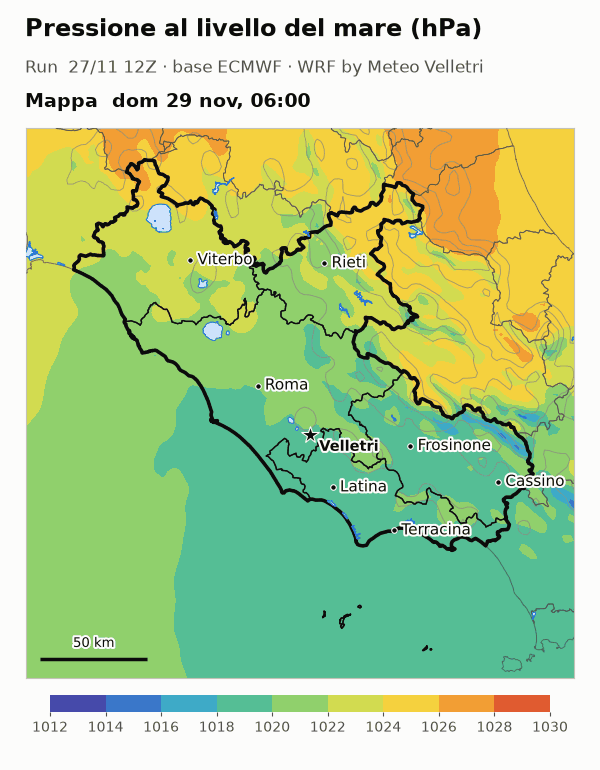 Pressione al livello del mare (hPa)
Run  27/11 12Z · base ECMWF · WRF by Meteo Velletri
Mappa  dom 29 nov, 06:00
Viterbo
Rieti
Roma
Velletri
Frosinone
Cassino
Latina
Terracina
50 km
1012 1014 1016 1018 1020 1022 1024 1026 1028 1030